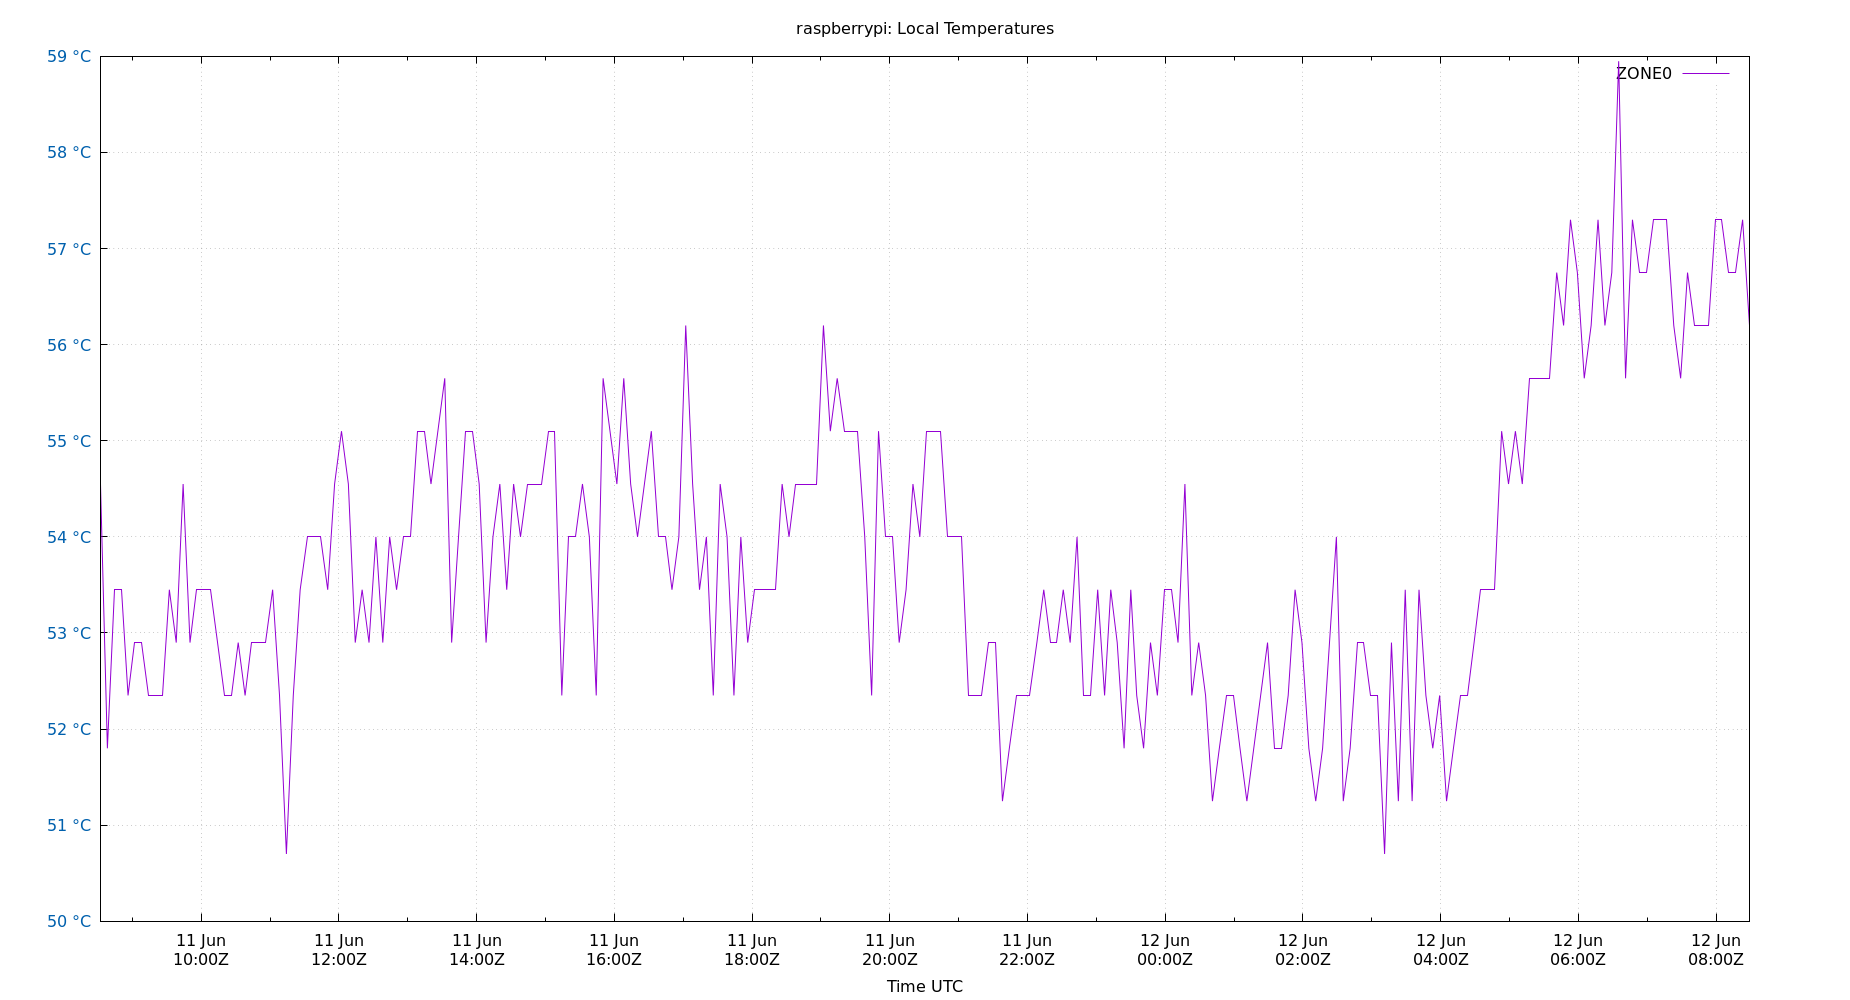 raspberrypi: Local Temperatures
59 °C
ZONE0
58 °C
57 °C
56 °C
55 °C
54 °C
53 °C
52 °C
51 °C
50 °C
11 Jun 11 Jun 11 Jun 11 Jun 11 Jun 11 Jun 11 Jun 12 Jun 12 Jun 12 Jun 12 Jun 12 Jun
10:00Z 12:00Z 14:00Z 16:00Z 18:00Z 20:00Z 22:00Z 00:00Z 02:00Z 04:00Z 06:00Z 08:00Z
Time UTC